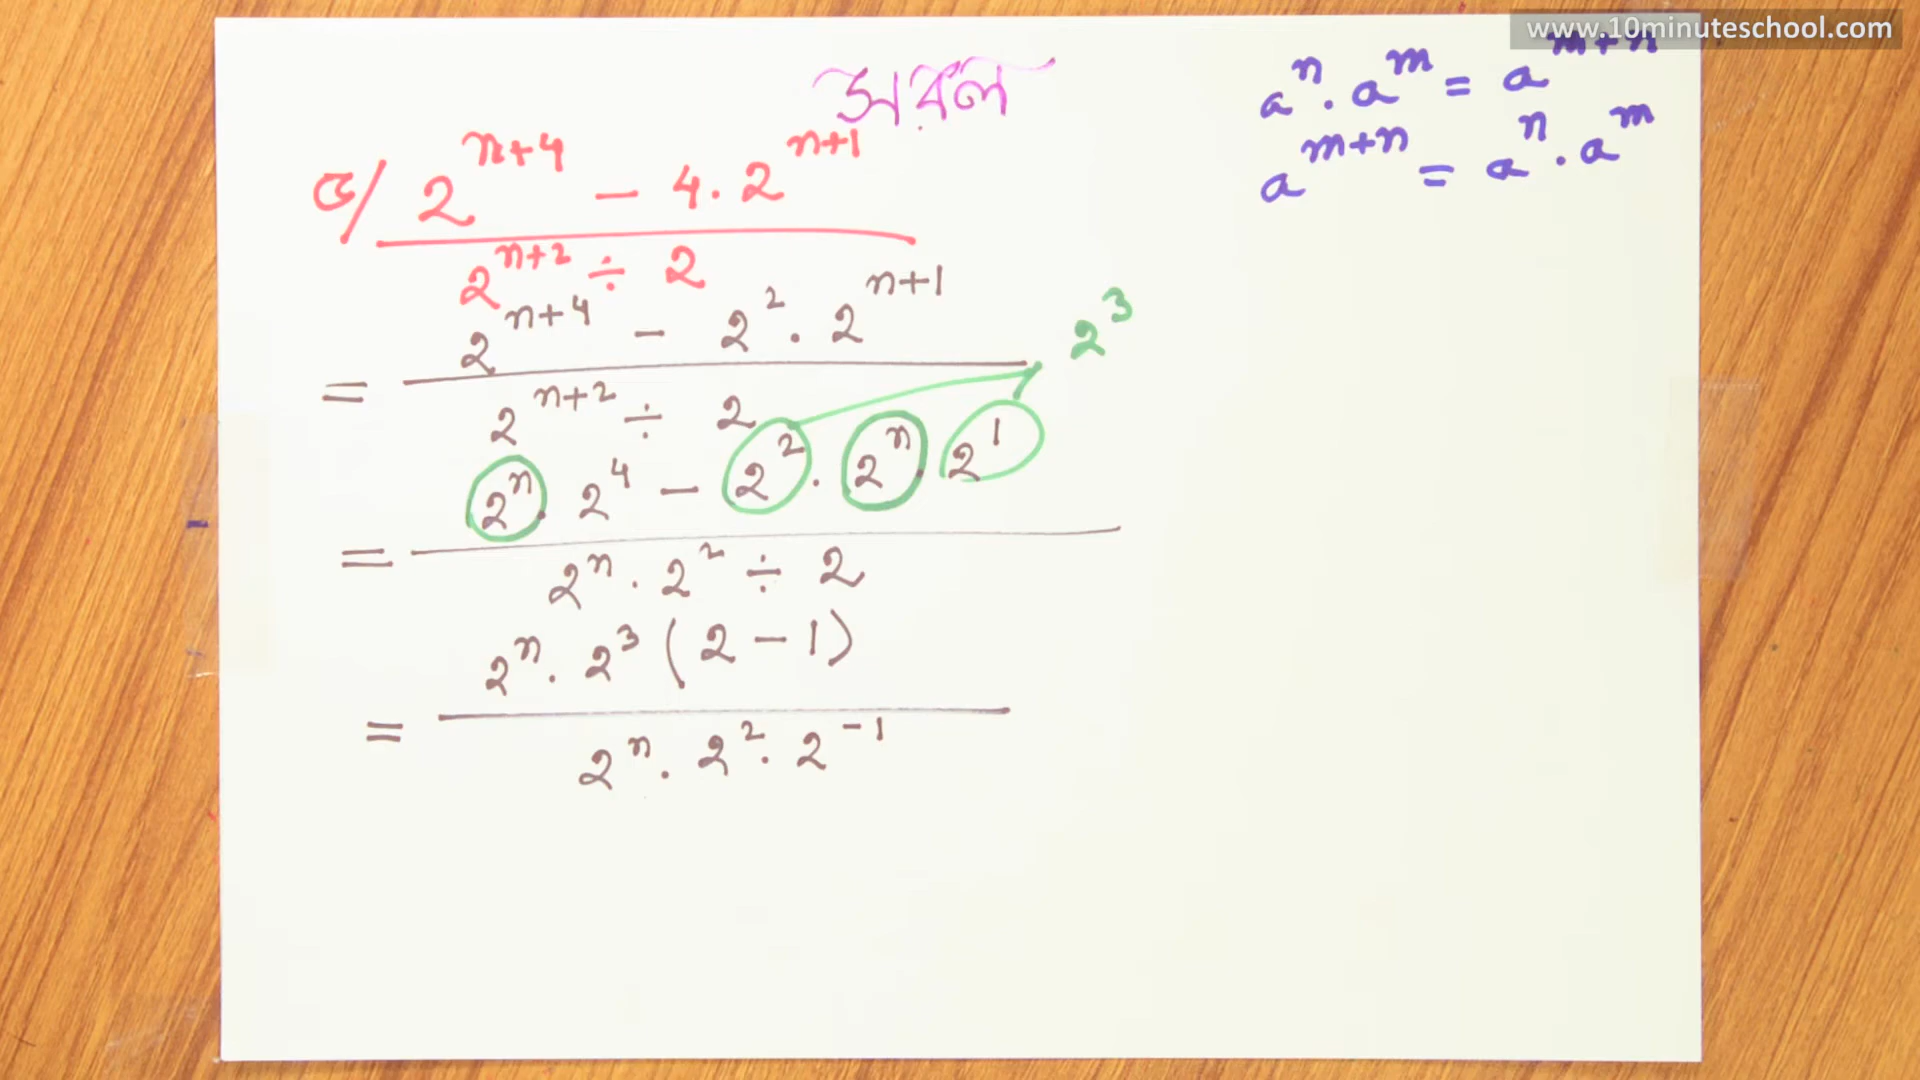 www.10minuteschool.com
সরল
aⁿ · aᵐ = aᵐ⁺ⁿ
aᵐ⁺ⁿ = aⁿ · aᵐ
ক/ (2ⁿ⁺⁴ − 4 · 2ⁿ⁺¹) / (2ⁿ⁺² ÷ 2)
= (2ⁿ⁺⁴ − 2² · 2ⁿ⁺¹) / (2ⁿ⁺² ÷ 2)
2³
= (2ⁿ · 2⁴ − 2² · 2ⁿ · 2¹) / (2ⁿ · 2² ÷ 2)
= (2ⁿ · 2³ (2 − 1)) / (2ⁿ · 2² · 2⁻¹)